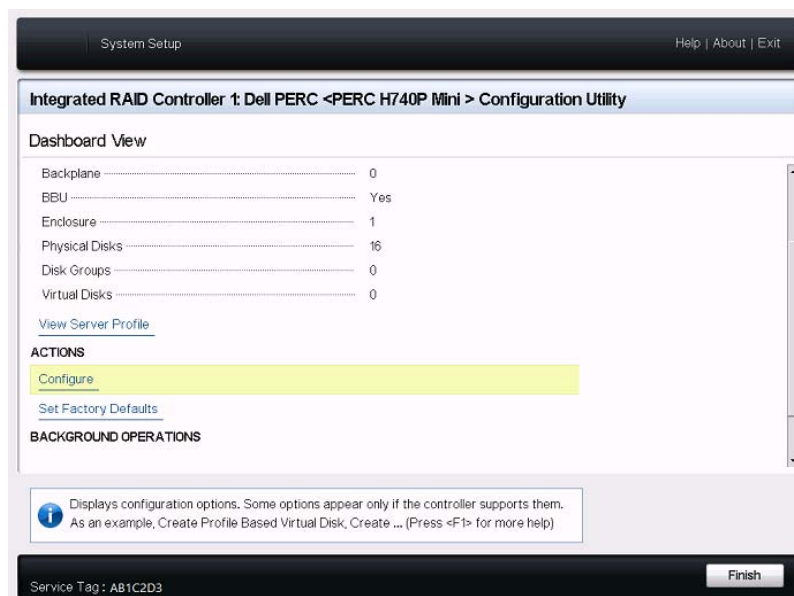 System Setup
Help | About | Exit
Integrated RAID Controller 1: Dell PERC <PERC H740P Mini > Configuration Utility
Dashboard View
Backplane 0
BBU Yes
Enclosure 1
Physical Disks 16
Disk Groups 0
Virtual Disks 0
View Server Profile
ACTIONS
Configure
Set Factory Defaults
BACKGROUND OPERATIONS
Displays configuration options. Some options appear only if the controller supports them.
As an example, Create Profile Based Virtual Disk, Create ... (Press <F1> for more help)
Service Tag : AB1C2D3
Finish